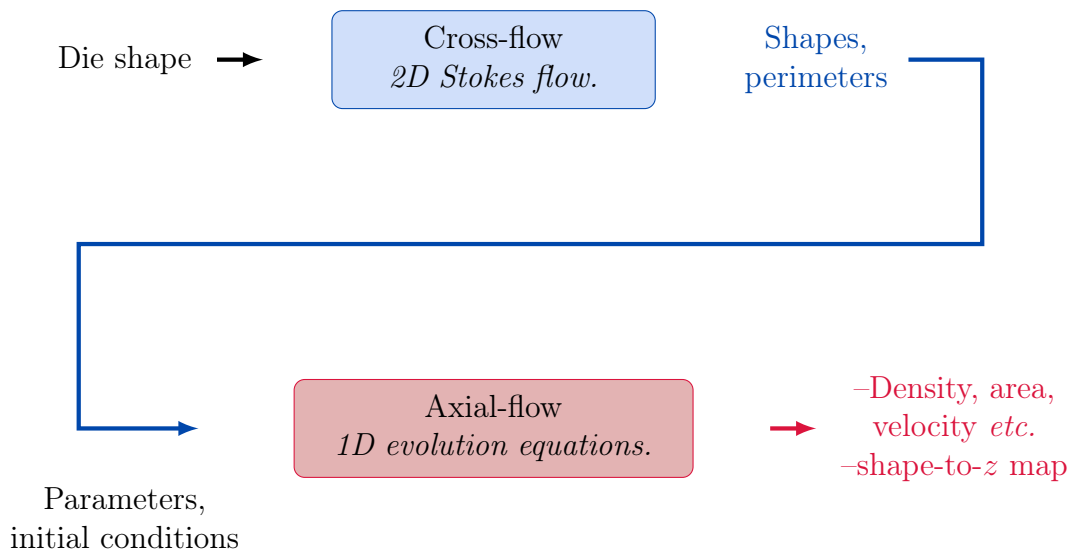 Die shape
Cross-flow
2D Stokes flow.
Shapes,
perimeters
Axial-flow
1D evolution equations.
–Density, area,
velocity etc.
–shape-to-z map
Parameters,
initial conditions